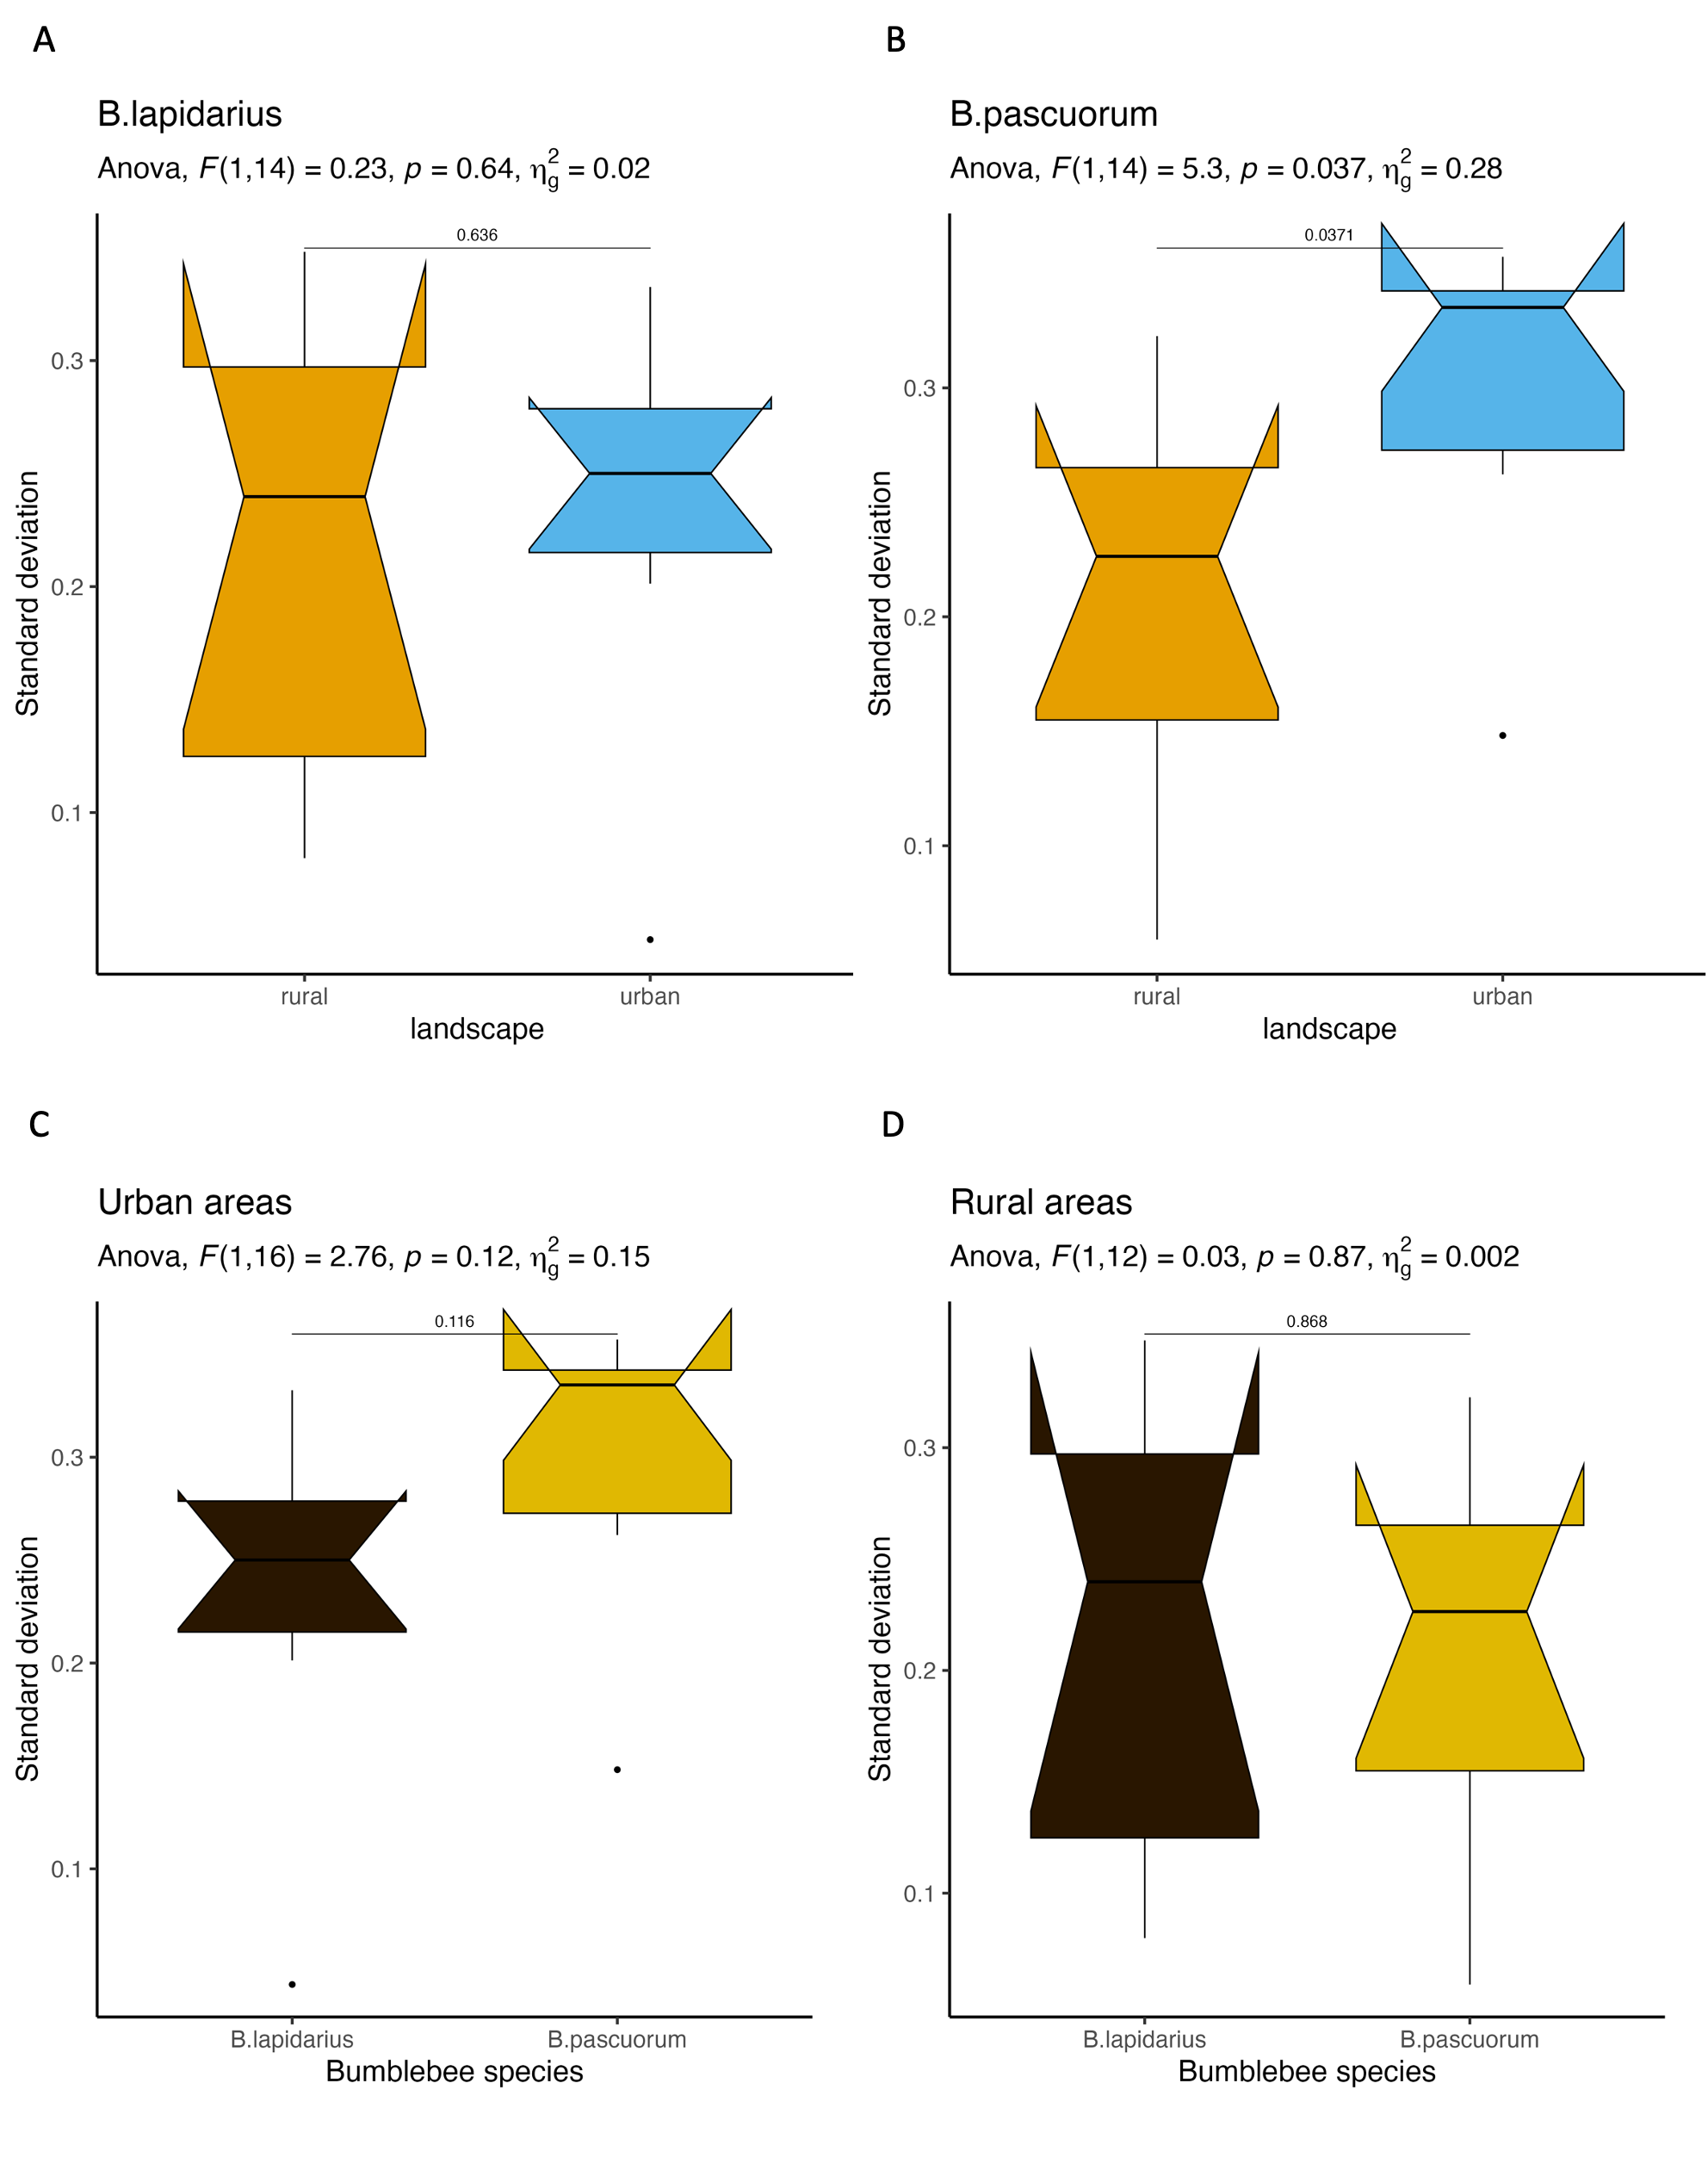 A
B.lapidarius
Anova, F(1,14) = 0.23, p = 0.64, η²g = 0.02
0.636
Standard deviation
0.3
0.2
0.1
rural urban
landscape
B
B.pascuorum
Anova, F(1,14) = 5.3, p = 0.037, η²g = 0.28
0.0371
Standard deviation
0.3
0.2
0.1
rural urban
landscape
C
Urban areas
Anova, F(1,16) = 2.76, p = 0.12, η²g = 0.15
0.116
Standard deviation
0.3
0.2
0.1
B.lapidarius B.pascuorum
Bumblebee species
D
Rural areas
Anova, F(1,12) = 0.03, p = 0.87, η²g = 0.002
0.868
Standard deviation
0.3
0.2
0.1
B.lapidarius B.pascuorum
Bumblebee species